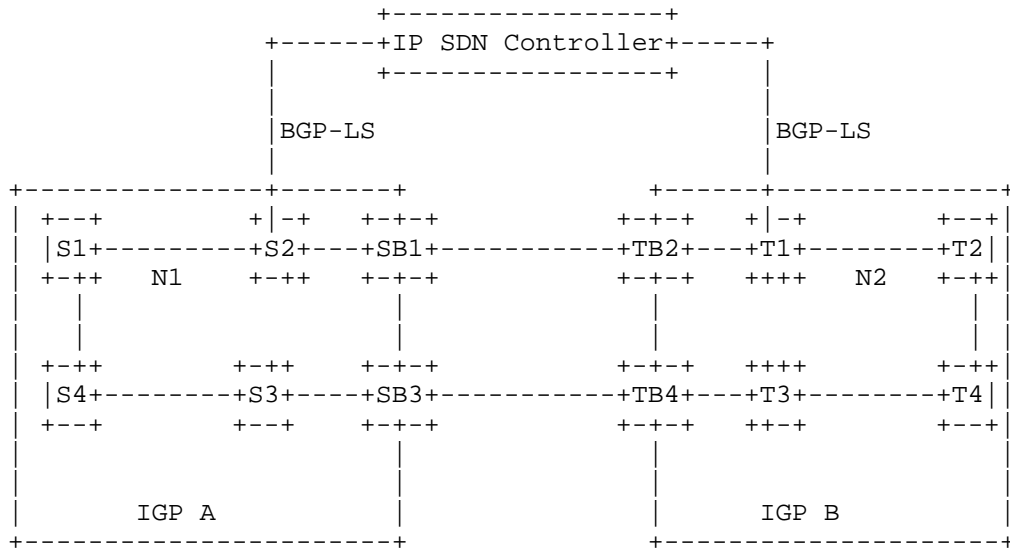 IP SDN Controller
BGP-LS BGP-LS
S1 S2 SB1 TB2 T1 T2
N1 N2
S4 S3 SB3 TB4 T3 T4
IGP A IGP B